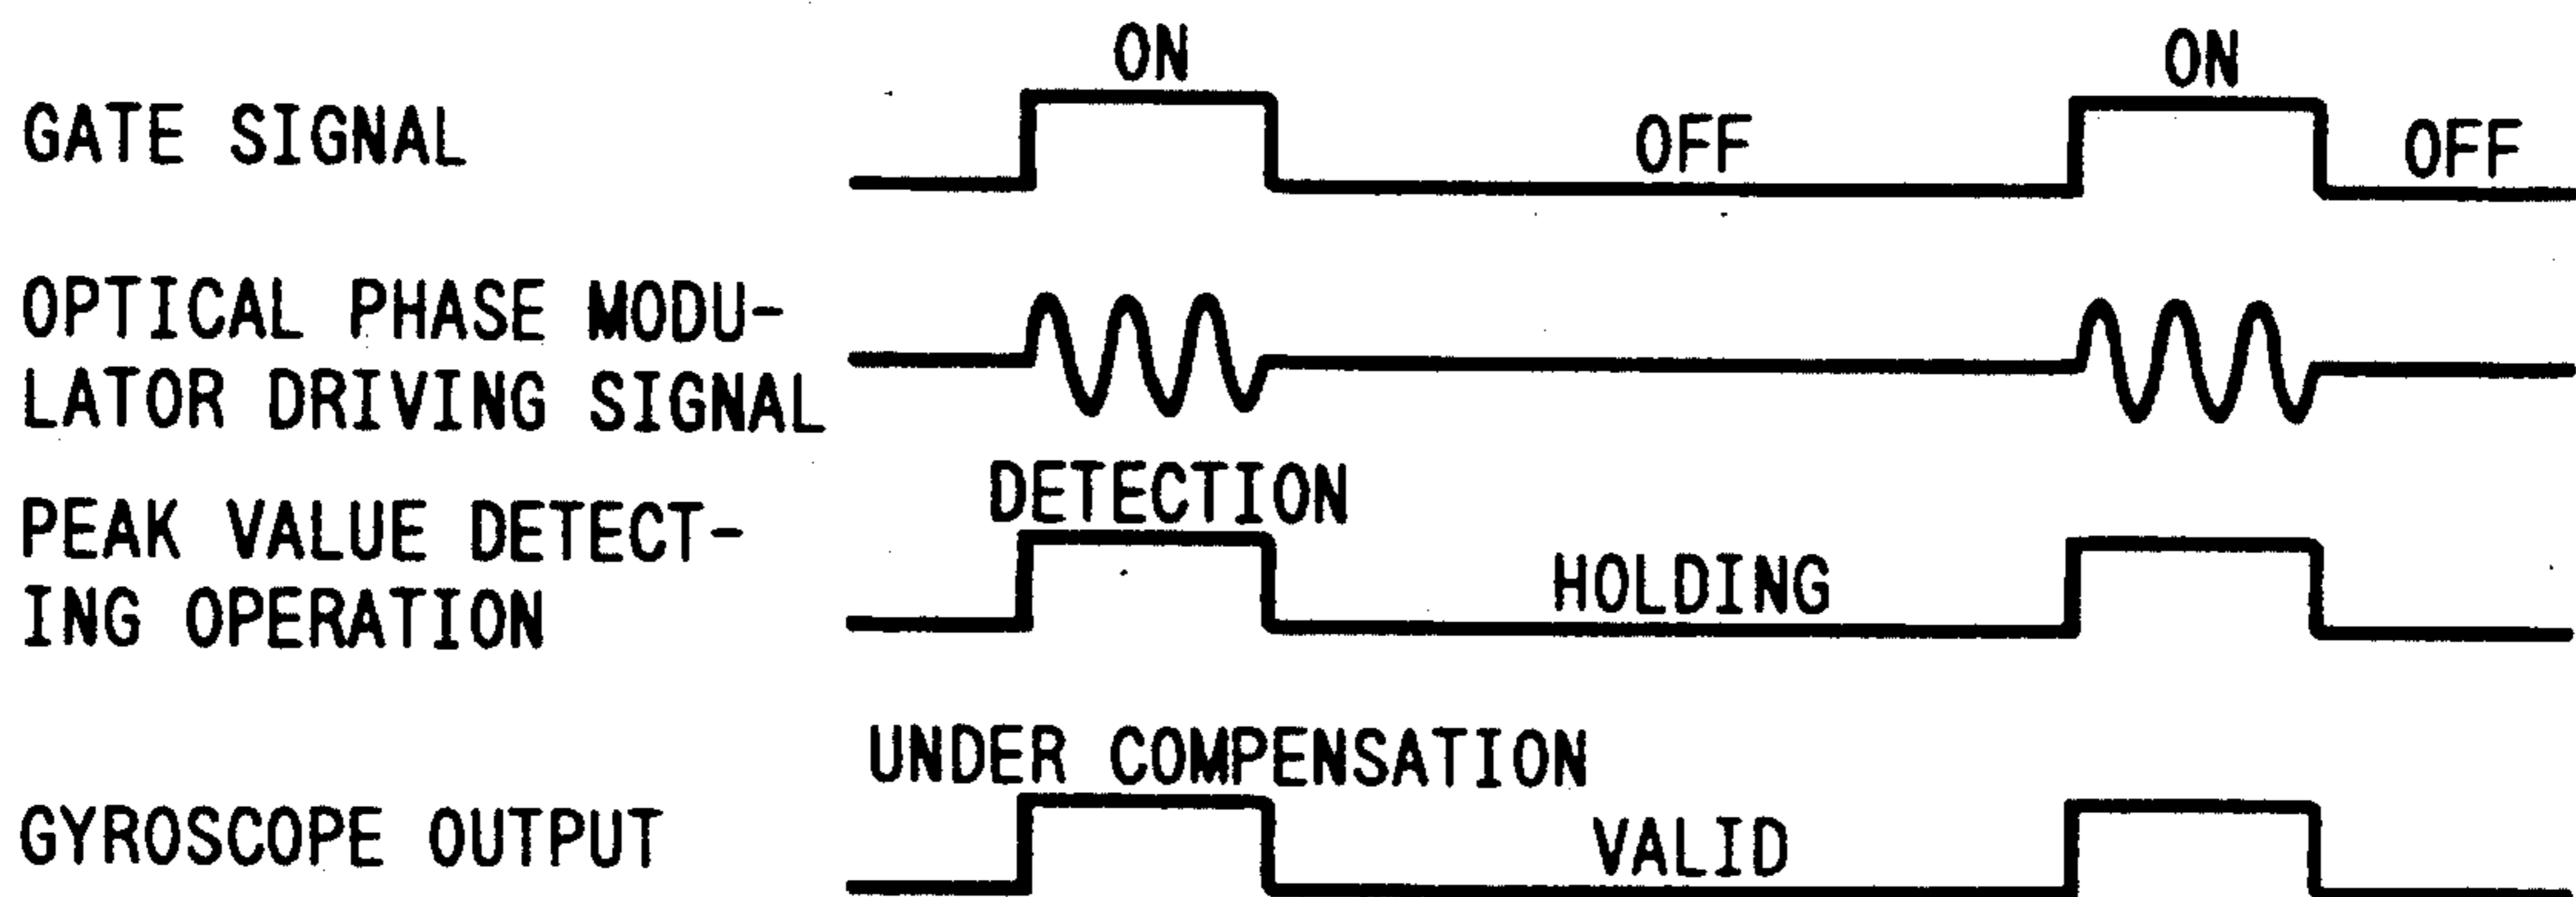 ON
ON
GATE SIGNAL
OFF
OFF
OPTICAL PHASE MODU-
LATOR DRIVING SIGNAL
DETECTION
PEAK VALUE DETECT-
ING OPERATION
HOLDING
UNDER COMPENSATION
GYROSCOPE OUTPUT
VALID